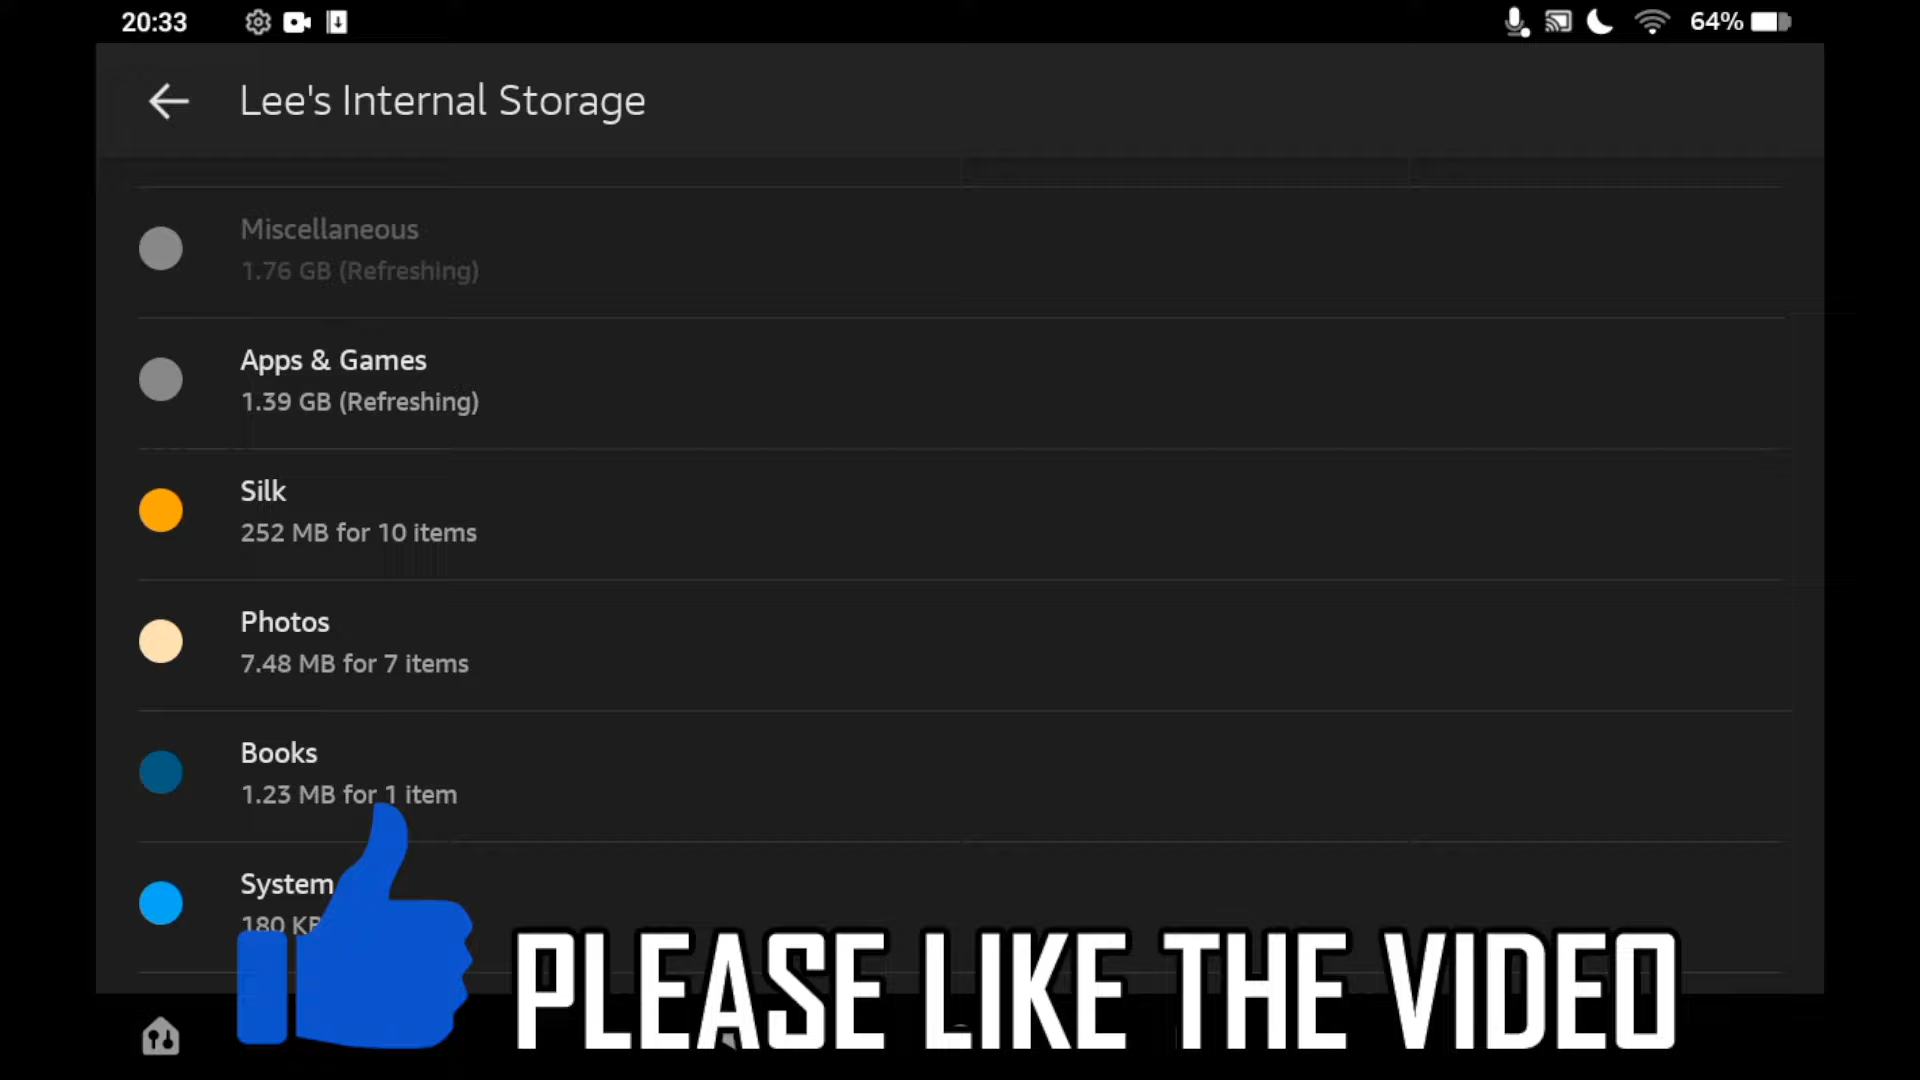 20:33
64%
Lee's Internal Storage
Miscellaneous
1.76 GB (Refreshing)
Apps & Games
1.39 GB (Refreshing)
Silk
252 MB for 10 items
Photos
7.48 MB for 7 items
Books
1.23 MB for 1 item
System
180 KB
PLEASE LIKE THE VIDEO